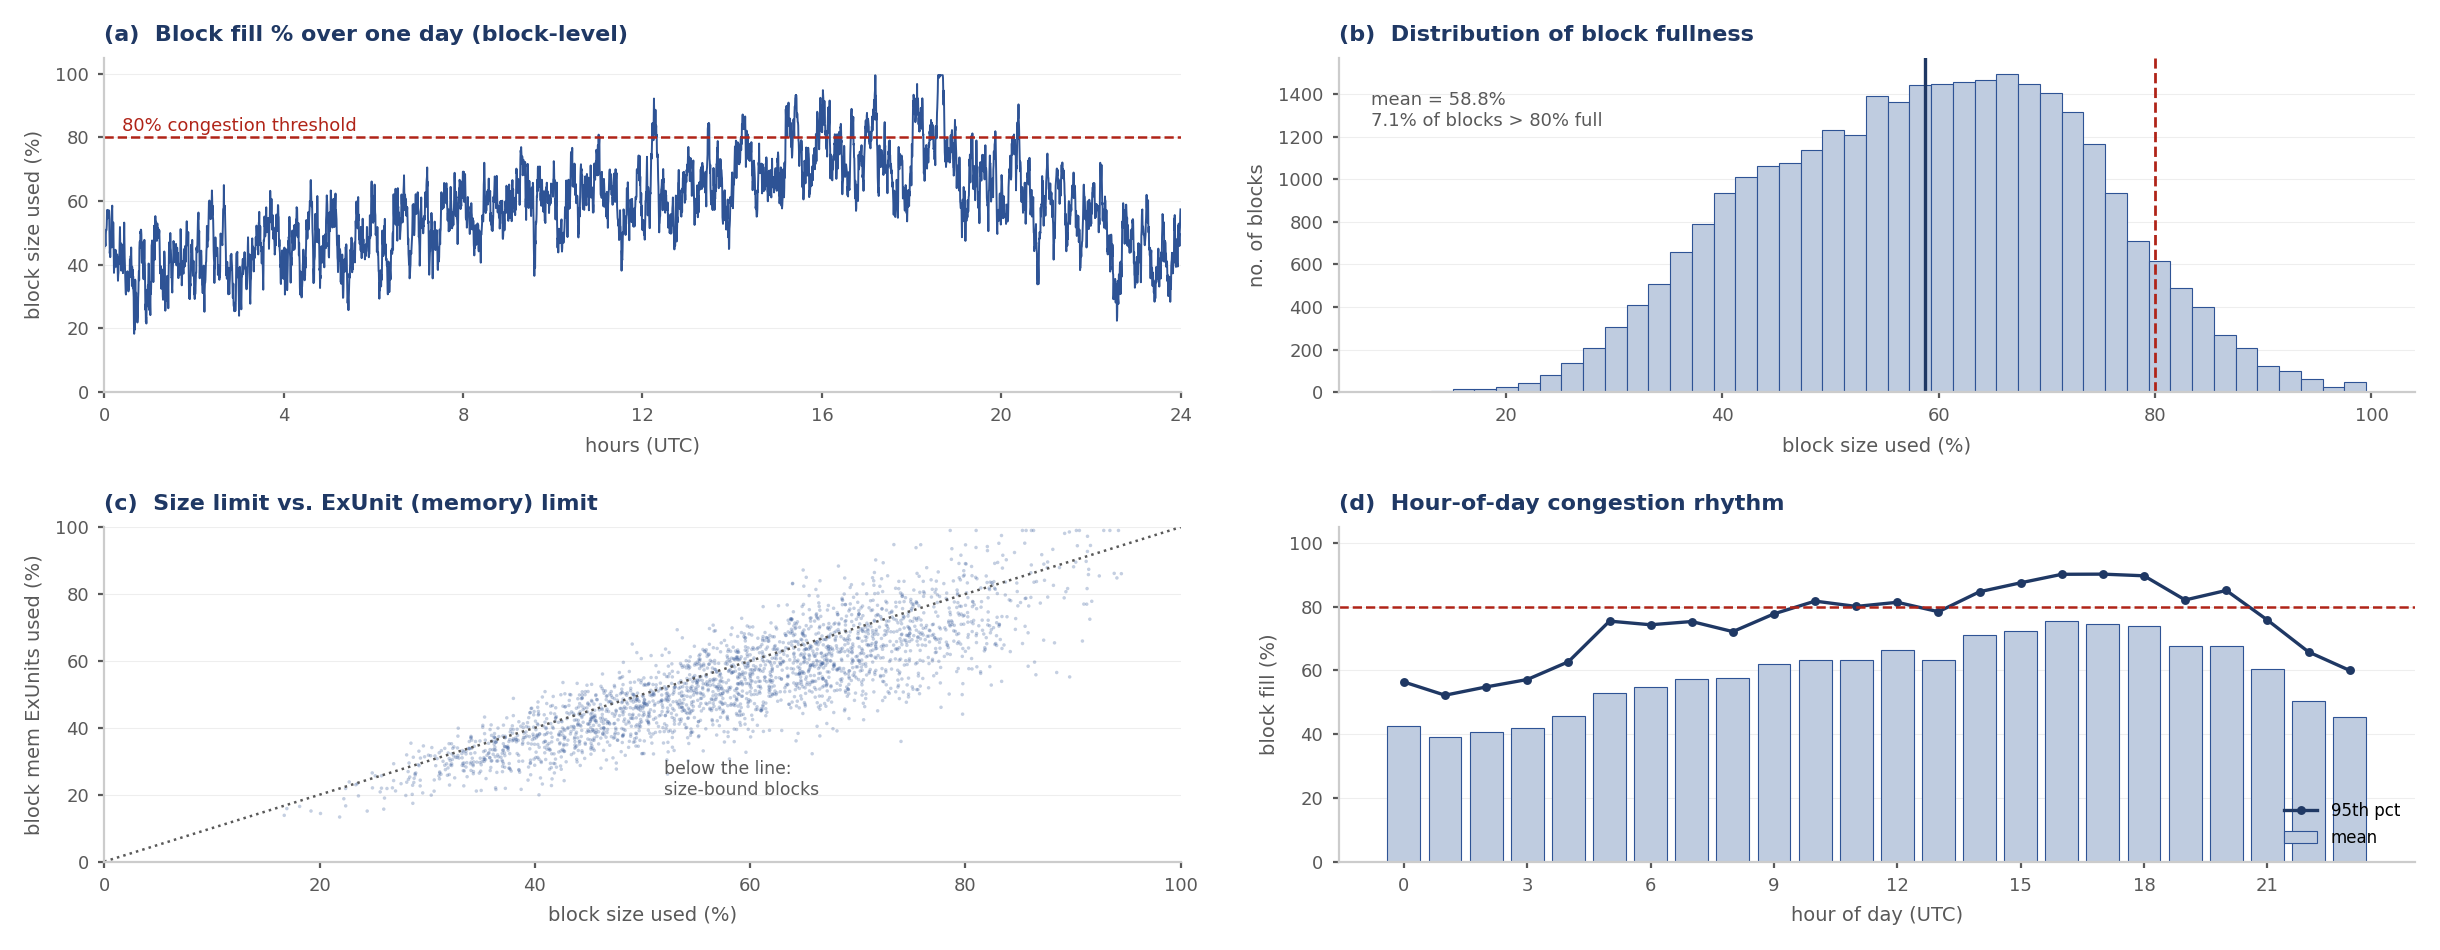 (a)  Block fill % over one day (block-level)
block size used (%)
100
80
60
40
20
0
80% congestion threshold
0 4 8 12 16 20 24
hours (UTC)
(b)  Distribution of block fullness
no. of blocks
1400
1200
1000
800
600
400
200
0
mean = 58.8%
7.1% of blocks > 80% full
20 40 60 80 100
block size used (%)
(c)  Size limit vs. ExUnit (memory) limit
block mem ExUnits used (%)
100
80
60
40
20
0
below the line:
size-bound blocks
0 20 40 60 80 100
block size used (%)
(d)  Hour-of-day congestion rhythm
block fill (%)
100
80
60
40
20
0
95th pct
mean
0 3 6 9 12 15 18 21
hour of day (UTC)